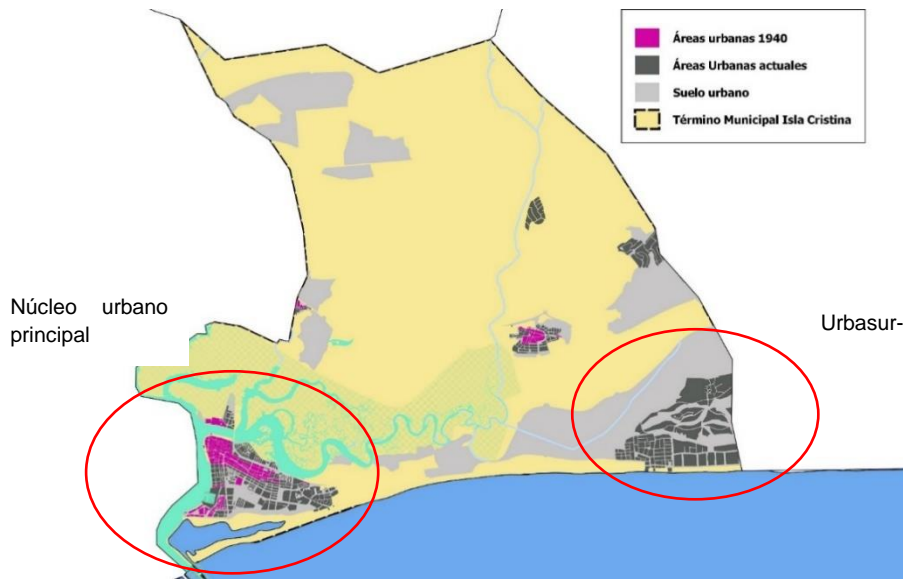 Áreas urbanas 1940
Áreas Urbanas actuales
Suelo urbano
Término Municipal Isla Cristina
Núcleo urbano
principal
Urbasur-